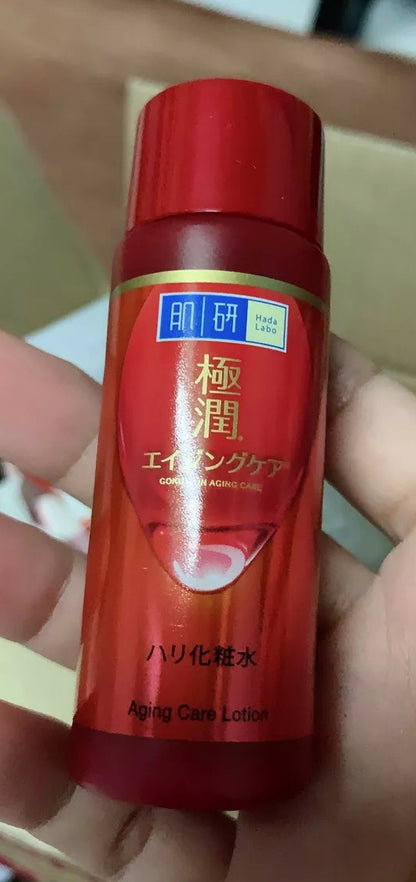 肌研
Hada
Labo
極
潤
エイジングケア
GOKUJYUN AGING CARE
ハリ化粧水
Aging Care Lotion